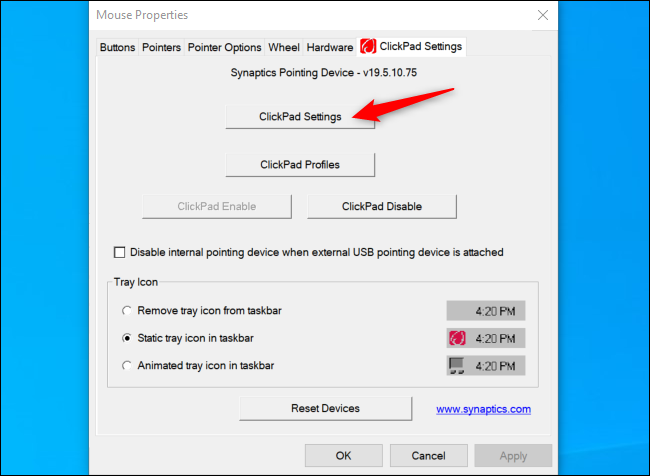 Mouse Properties
Buttons Pointers Pointer Options Wheel Hardware ClickPad Settings
Synaptics Pointing Device - v19.5.10.75
ClickPad Settings
ClickPad Profiles
ClickPad Enable ClickPad Disable
Disable internal pointing device when external USB pointing device is attached
Tray Icon
Remove tray icon from taskbar 4:20 PM
Static tray icon in taskbar 4:20 PM
Animated tray icon in taskbar 4:20 PM
Reset Devices www.synaptics.com
OK Cancel Apply